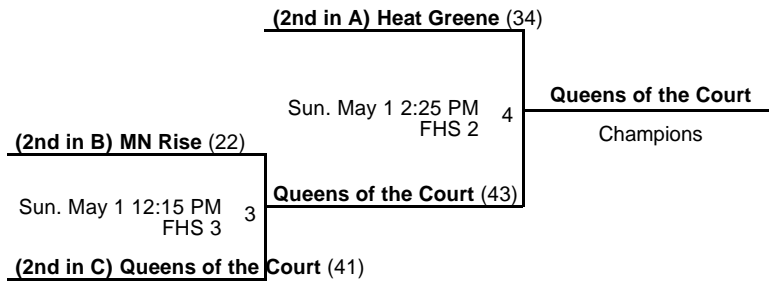 (2nd in A) Heat Greene (34)
Sun. May 1 2:25 PM
FHS 2
4
Queens of the Court
Champions
(2nd in B) MN Rise (22)
Sun. May 1 12:15 PM
FHS 3
3
Queens of the Court (43)
(2nd in C) Queens of the Court (41)